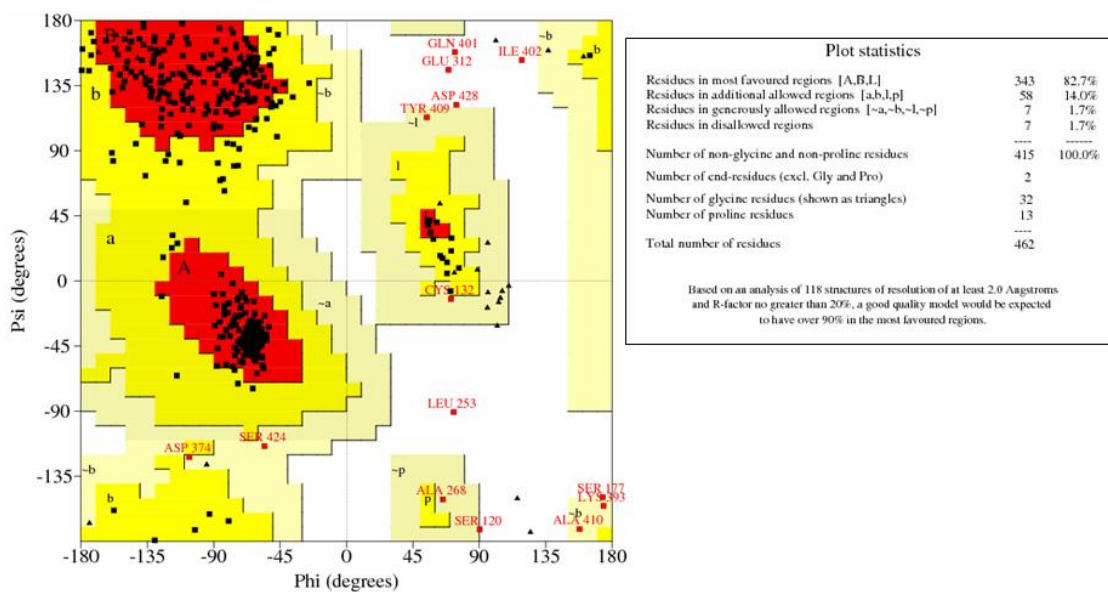 180
135
90
45
0
-45
-90
-135
-180
-135
-90
-45
0
45
90
135
180
Psi (degrees)
Phi (degrees)
B
b
~b
GLN 401
ILE 402
GLU 312
ASP 428
TYR 409
~b
b
~l
l
a
A
CYS 132
~a
LEU 253
SER 424
ASP 374
~b
b
~p
ALA 268
p
SER 120
SER 177
LYS 393
~b
ALA 410
Plot statistics
Residues in most favoured regions [A,B,L] 343 82.7%
Residues in additional allowed regions [a,b,l,p] 58 14.0%
Residues in generously allowed regions [~a,~b,~l,~p] 7 1.7%
Residues in disallowed regions 7 1.7%
---- ------
Number of non-glycine and non-proline residues 415 100.0%
Number of end-residues (excl. Gly and Pro) 2
Number of glycine residues (shown as triangles) 32
Number of proline residues 13
----
Total number of residues 462
Based on an analysis of 118 structures of resolution of at least 2.0 Angstroms
and R-factor no greater than 20%, a good quality model would be expected
to have over 90% in the most favoured regions.